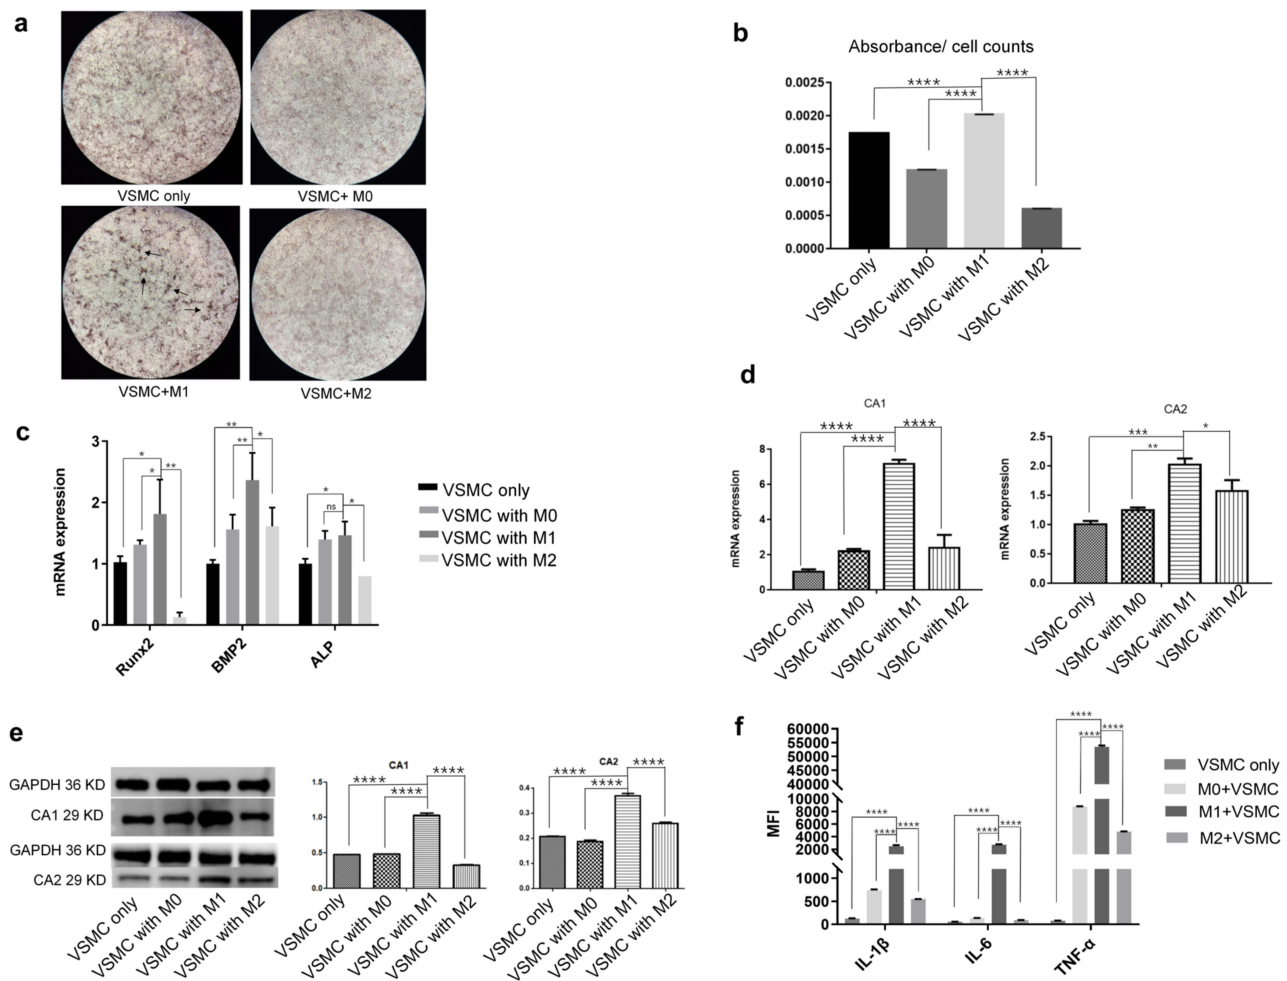 a
VSMC only
VSMC+ M0
VSMC+M1
VSMC+M2
b
Absorbance/ cell counts
0.0025
0.0020
0.0015
0.0010
0.0005
0.0000
****
****
****
VSMC only
VSMC with M0
VSMC with M1
VSMC with M2
c
mRNA expression
3
2
1
0
*
*
**
**
**
*
*
ns
*
Runx2
BMP2
ALP
VSMC only
VSMC with M0
VSMC with M1
VSMC with M2
d
CA1
mRNA expression
8
6
4
2
0
****
****
****
VSMC only
VSMC with M0
VSMC with M1
VSMC with M2
CA2
mRNA expression
2.5
2.0
1.5
1.0
0.5
0.0
***
**
*
VSMC only
VSMC with M0
VSMC with M1
VSMC with M2
e
GAPDH 36 KD
CA1 29 KD
GAPDH 36 KD
CA2 29 KD
VSMC only
VSMC with M0
VSMC with M1
VSMC with M2
CA1
1.5
1.0
0.5
0.0
****
****
****
VSMC only
VSMC with M0
VSMC with M1
VSMC with M2
CA2
0.4
0.3
0.2
0.1
0.0
****
****
****
VSMC only
VSMC with M0
VSMC with M1
VSMC with M2
f
MFI
60000
55000
50000
45000
40000
10000
8000
6000
4000
2000
1000
500
0
****
****
****
****
****
****
****
****
****
IL-1β
IL-6
TNF-α
VSMC only
M0+VSMC
M1+VSMC
M2+VSMC